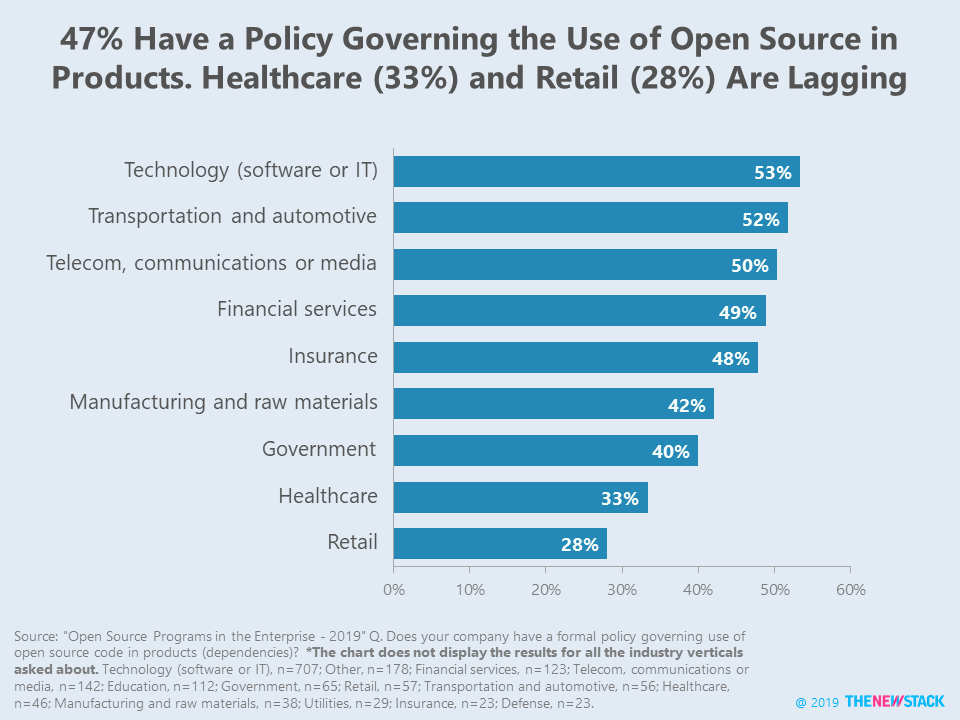 47% Have a Policy Governing the Use of Open Source in
Products. Healthcare (33%) and Retail (28%) Are Lagging
Technology (software or IT) 53%
Transportation and automotive 52%
Telecom, communications or media 50%
Financial services 49%
Insurance 48%
Manufacturing and raw materials 42%
Government 40%
Healthcare 33%
Retail 28%
0% 10% 20% 30% 40% 50% 60%
Source: "Open Source Programs in the Enterprise - 2019" Q. Does your company have a formal policy governing use of
open source code in products (dependencies)? *The chart does not display the results for all the industry verticals
asked about. Technology (software or IT), n=707; Other, n=178; Financial services, n=123; Telecom, communications or
media, n=142; Education, n=112; Government, n=65; Retail, n=57; Transportation and automotive, n=56; Healthcare,
n=46; Manufacturing and raw materials, n=38; Utilities, n=29; Insurance, n=23; Defense, n=23.
@ 2019 THENEWSTACK